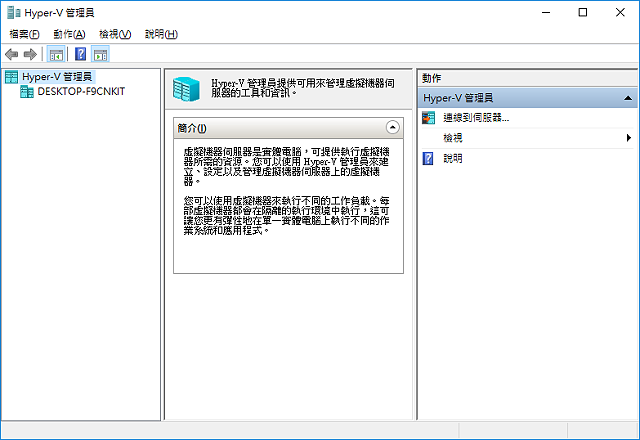 Hyper-V 管理員
檔案(F) 動作(A) 檢視(V) 說明(H)
Hyper-V 管理員
DESKTOP-F9CNKIT
Hyper-V 管理員提供可用來管理虛擬機器伺
服器的工具和資訊。
簡介(I)
虛擬機器伺服器是實體電腦，可提供執行虛擬機
器所需的資源。您可以使用 Hyper-V 管理員來建
立、設定以及管理虛擬機器伺服器上的虛擬機
器。
您可以使用虛擬機器來執行不同的工作負載。每
部虛擬機器都會在隔離的執行環境中執行，這可
讓您更有彈性地在單一實體電腦上執行不同的作
業系統和應用程式。
動作
Hyper-V 管理員
連線到伺服器...
檢視
說明